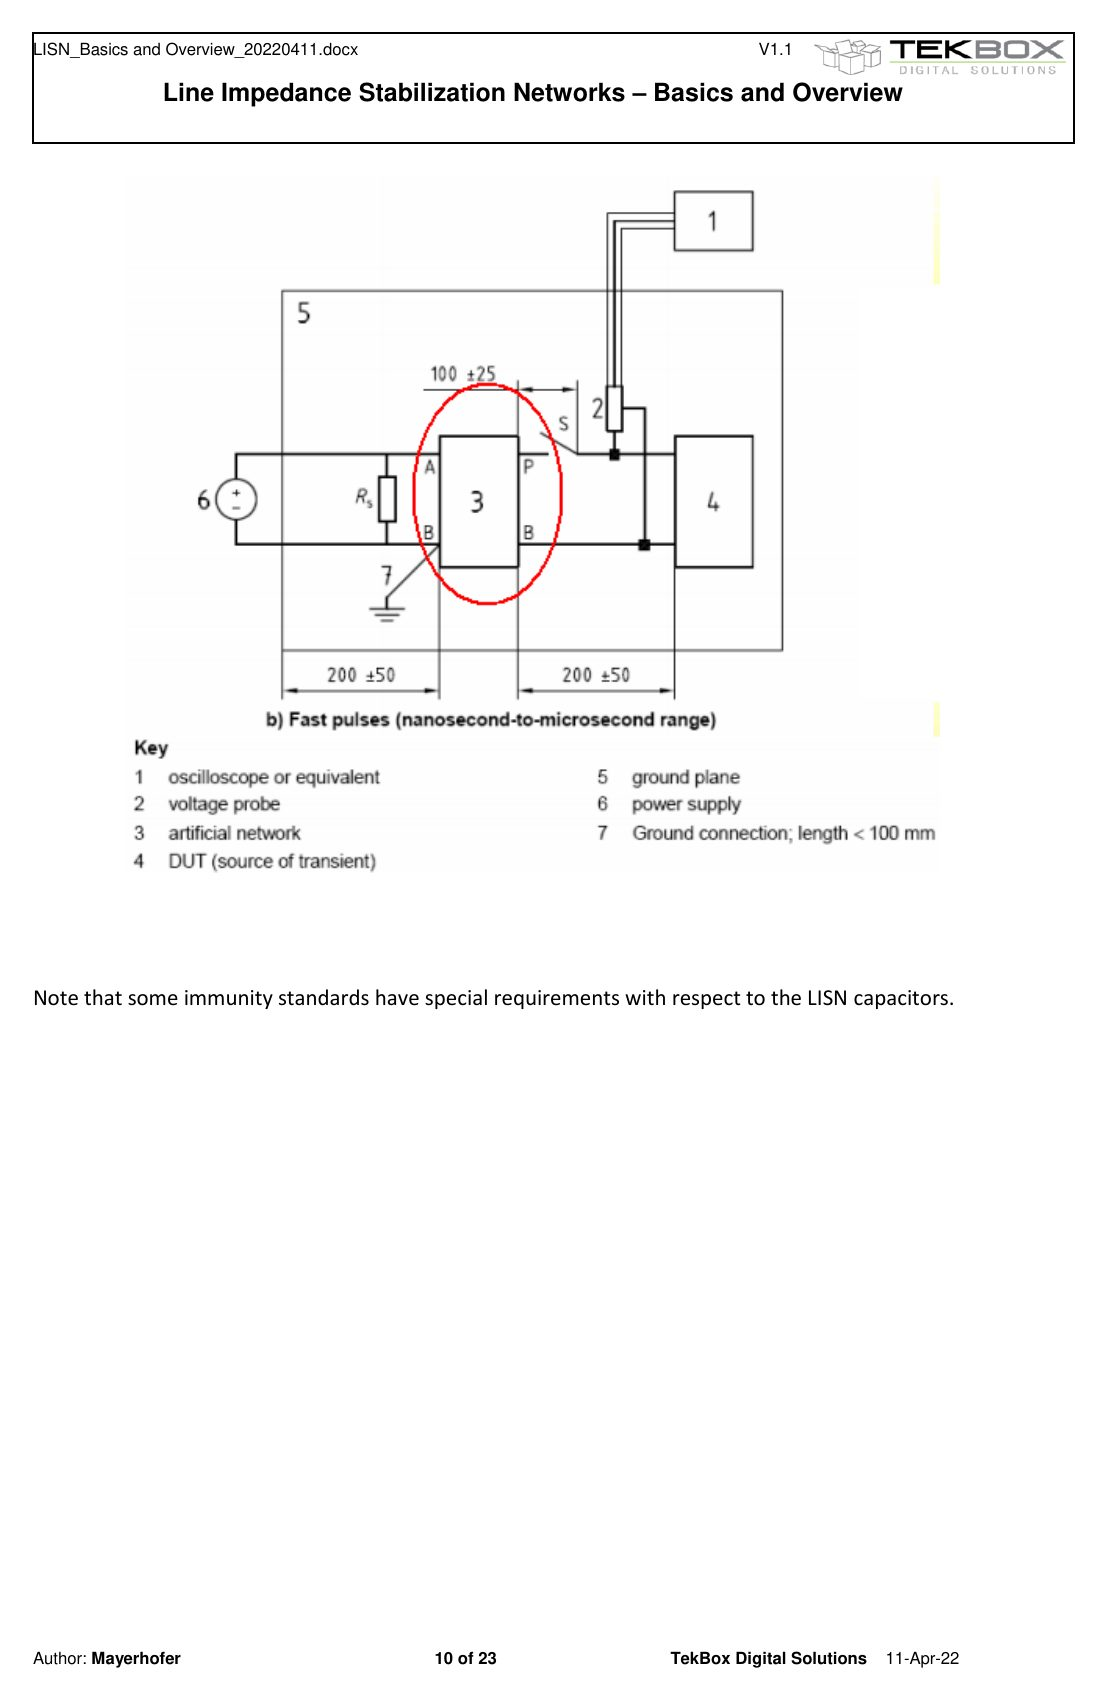 LISN_Basics and Overview_20220411.docx V1.1 TEKBOX
DIGITAL SOLUTIONS
Line Impedance Stabilization Networks – Basics and Overview
1
5
100 ±25
2
S
A P
6 + − Rs 3 4
B B
7
200 ±50 200 ±50
b) Fast pulses (nanosecond-to-microsecond range)
Key
1 oscilloscope or equivalent 5 ground plane
2 voltage probe 6 power supply
3 artificial network 7 Ground connection; length < 100 mm
4 DUT (source of transient)
Note that some immunity standards have special requirements with respect to the LISN capacitors.
Author: Mayerhofer 10 of 23 TekBox Digital Solutions 11-Apr-22